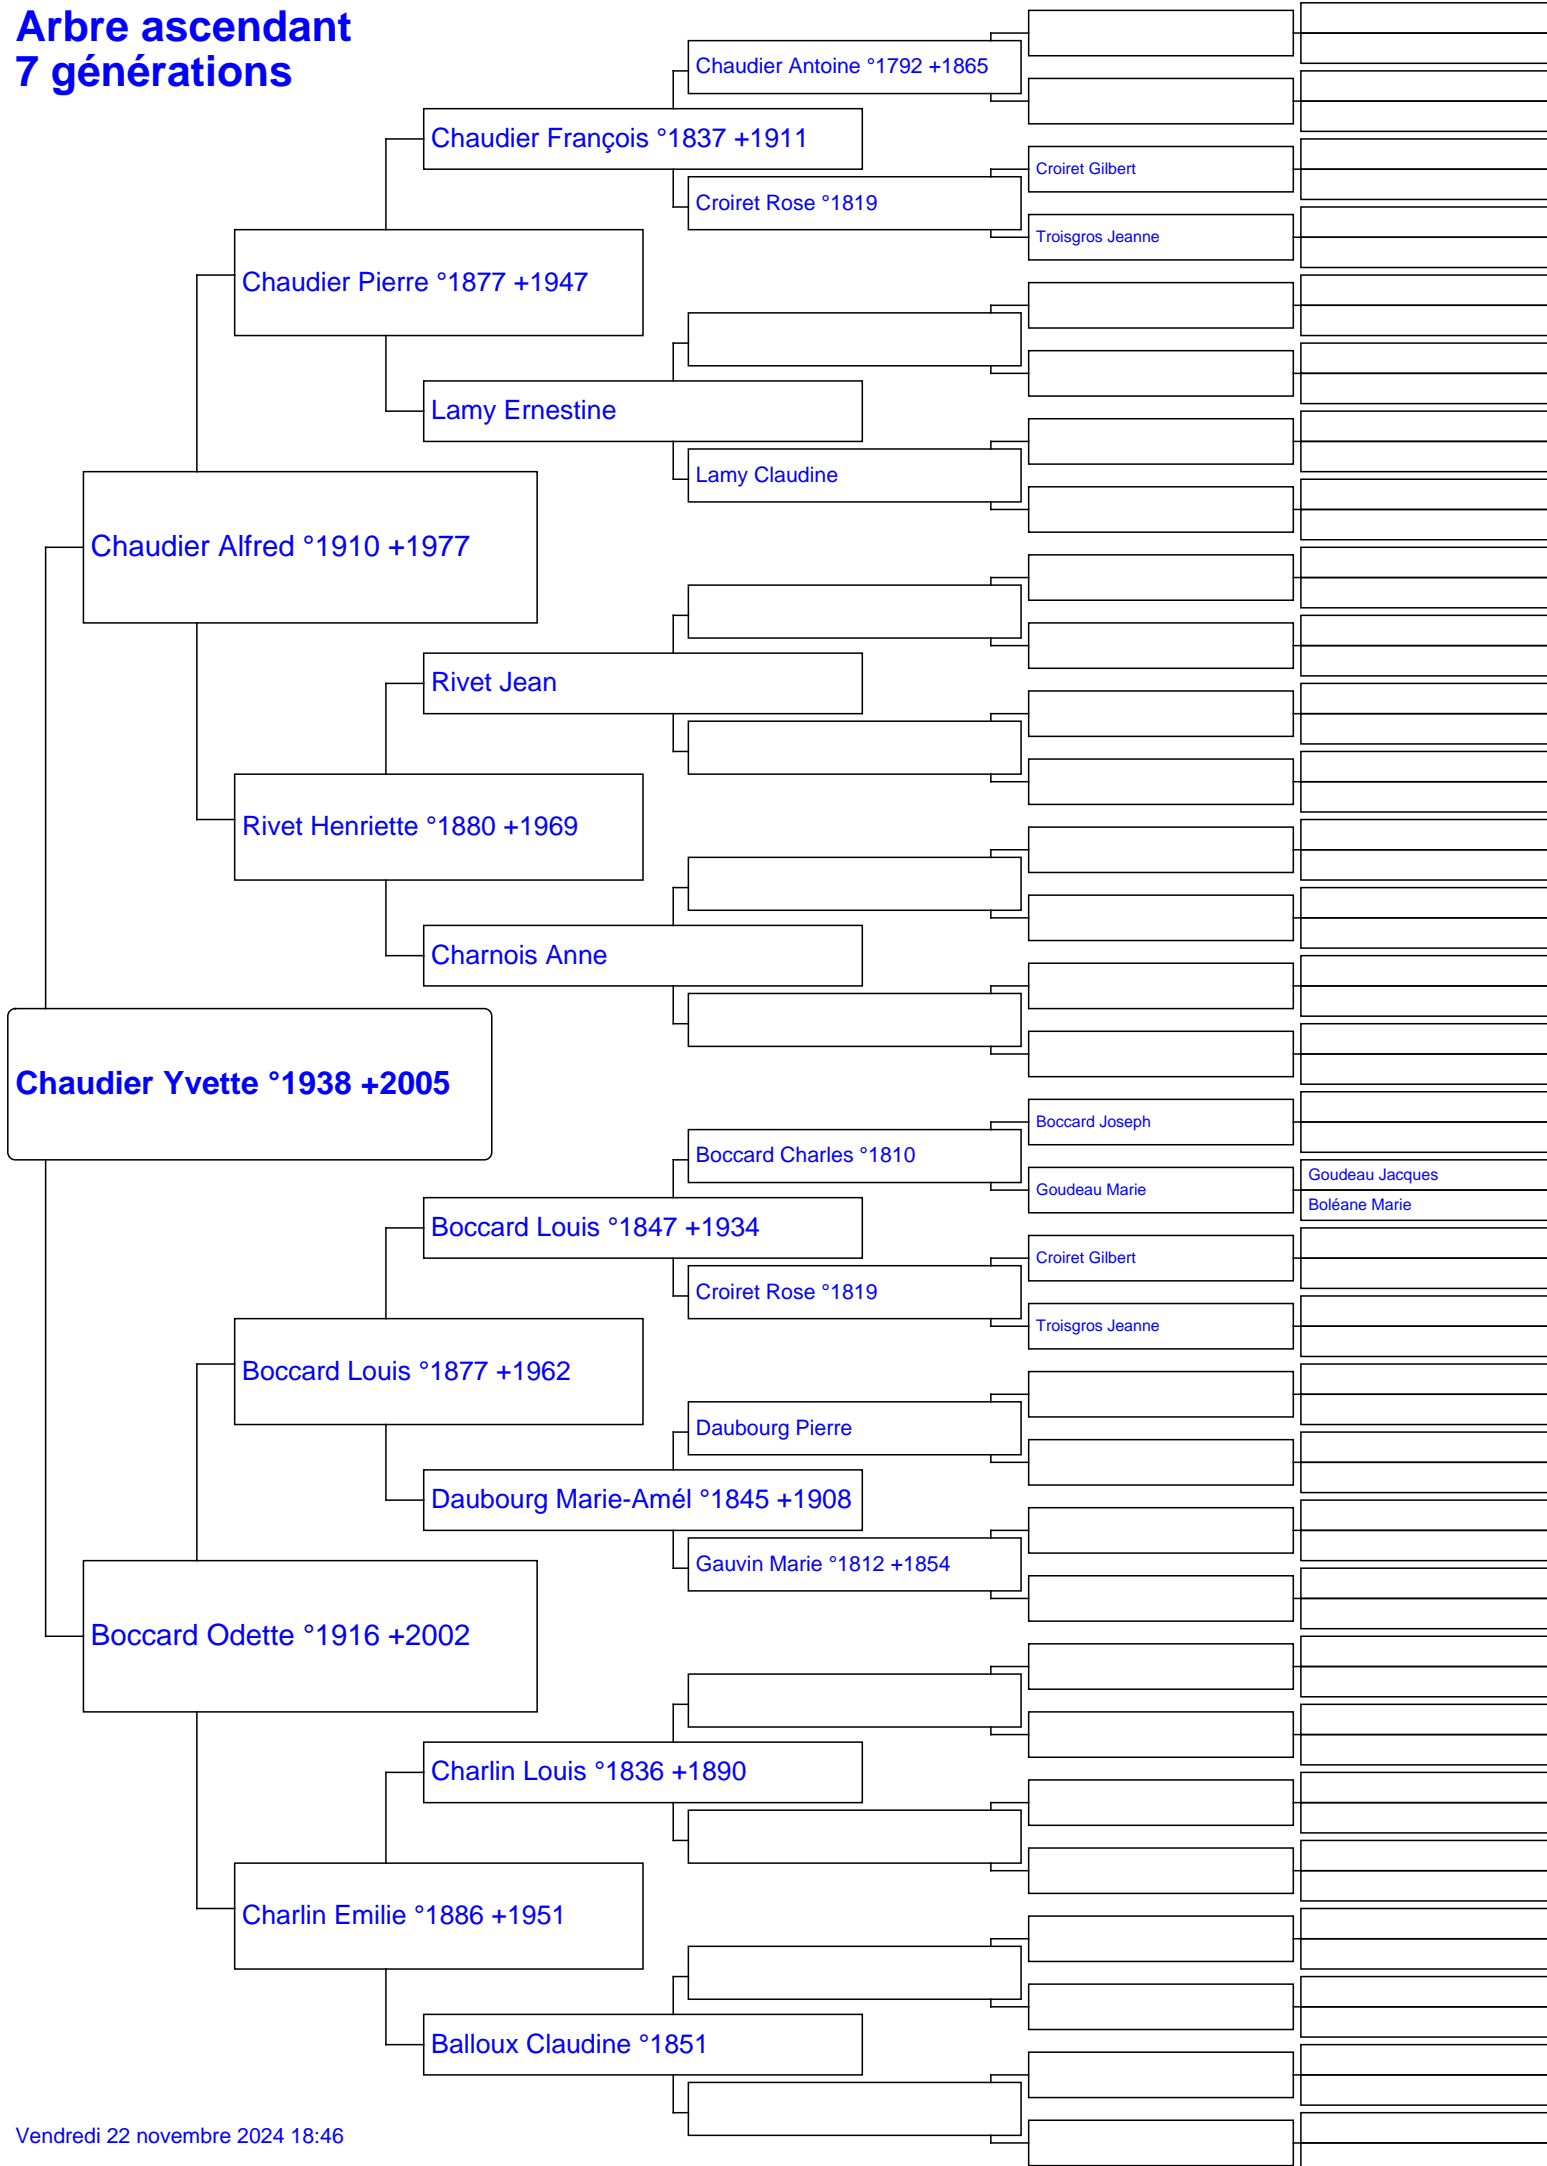 Arbre ascendant
7 générations
Chaudier Antoine °1792 +1865
Chaudier François °1837 +1911
Croiret Gilbert
Croiret Rose °1819
Troisgros Jeanne
Chaudier Pierre °1877 +1947
Lamy Ernestine
Lamy Claudine
Chaudier Alfred °1910 +1977
Rivet Jean
Rivet Henriette °1880 +1969
Charnois Anne
Chaudier Yvette °1938 +2005
Boccard Joseph
Boccard Charles °1810
Goudeau Jacques
Goudeau Marie
Boléane Marie
Boccard Louis °1847 +1934
Croiret Gilbert
Croiret Rose °1819
Troisgros Jeanne
Boccard Louis °1877 +1962
Daubourg Pierre
Daubourg Marie-Amél °1845 +1908
Gauvin Marie °1812 +1854
Boccard Odette °1916 +2002
Charlin Louis °1836 +1890
Charlin Emilie °1886 +1951
Balloux Claudine °1851
Vendredi 22 novembre 2024 18:46